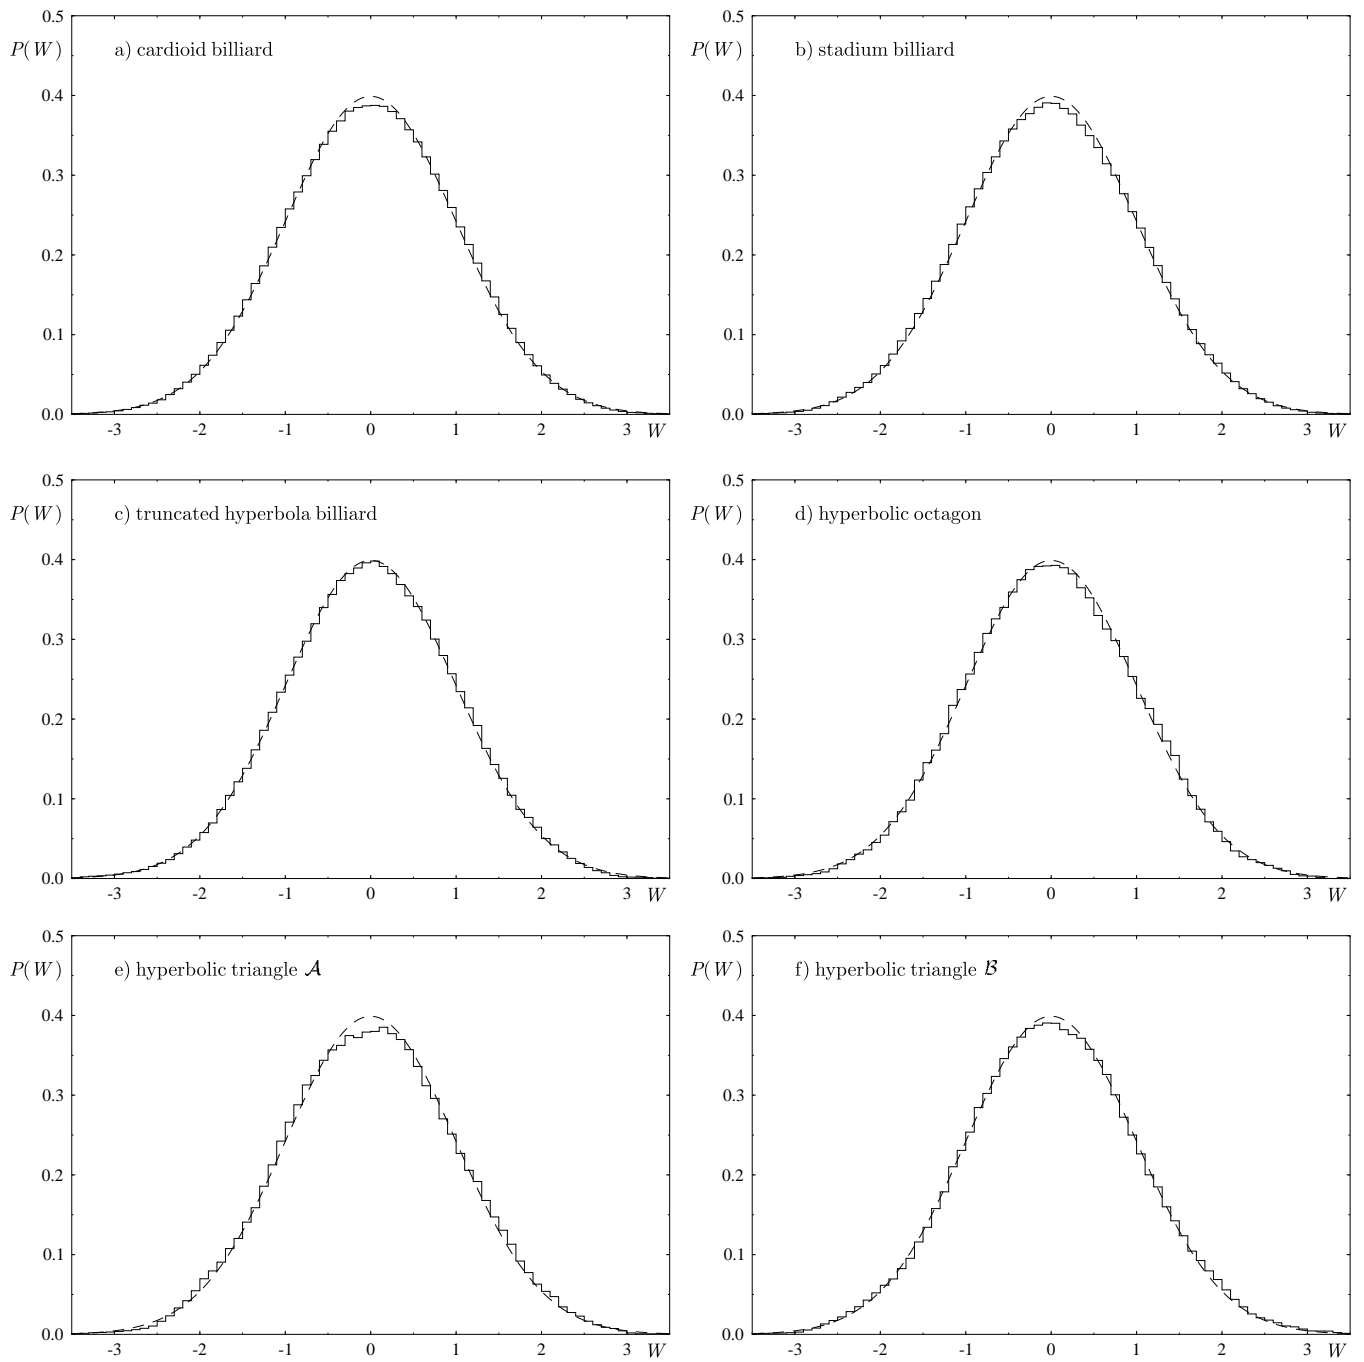 0.5
P(W)
a) cardioid billiard
0.4
0.3
0.2
0.1
0.0
-3 -2 -1 0 1 2 3 W
0.5
P(W)
b) stadium billiard
0.4
0.3
0.2
0.1
0.0
-3 -2 -1 0 1 2 3 W
0.5
P(W)
c) truncated hyperbola billiard
0.4
0.3
0.2
0.1
0.0
-3 -2 -1 0 1 2 3 W
0.5
P(W)
d) hyperbolic octagon
0.4
0.3
0.2
0.1
0.0
-3 -2 -1 0 1 2 3 W
0.5
P(W)
e) hyperbolic triangle 𝒜
0.4
0.3
0.2
0.1
0.0
-3 -2 -1 0 1 2 3 W
0.5
P(W)
f) hyperbolic triangle ℬ
0.4
0.3
0.2
0.1
0.0
-3 -2 -1 0 1 2 3 W